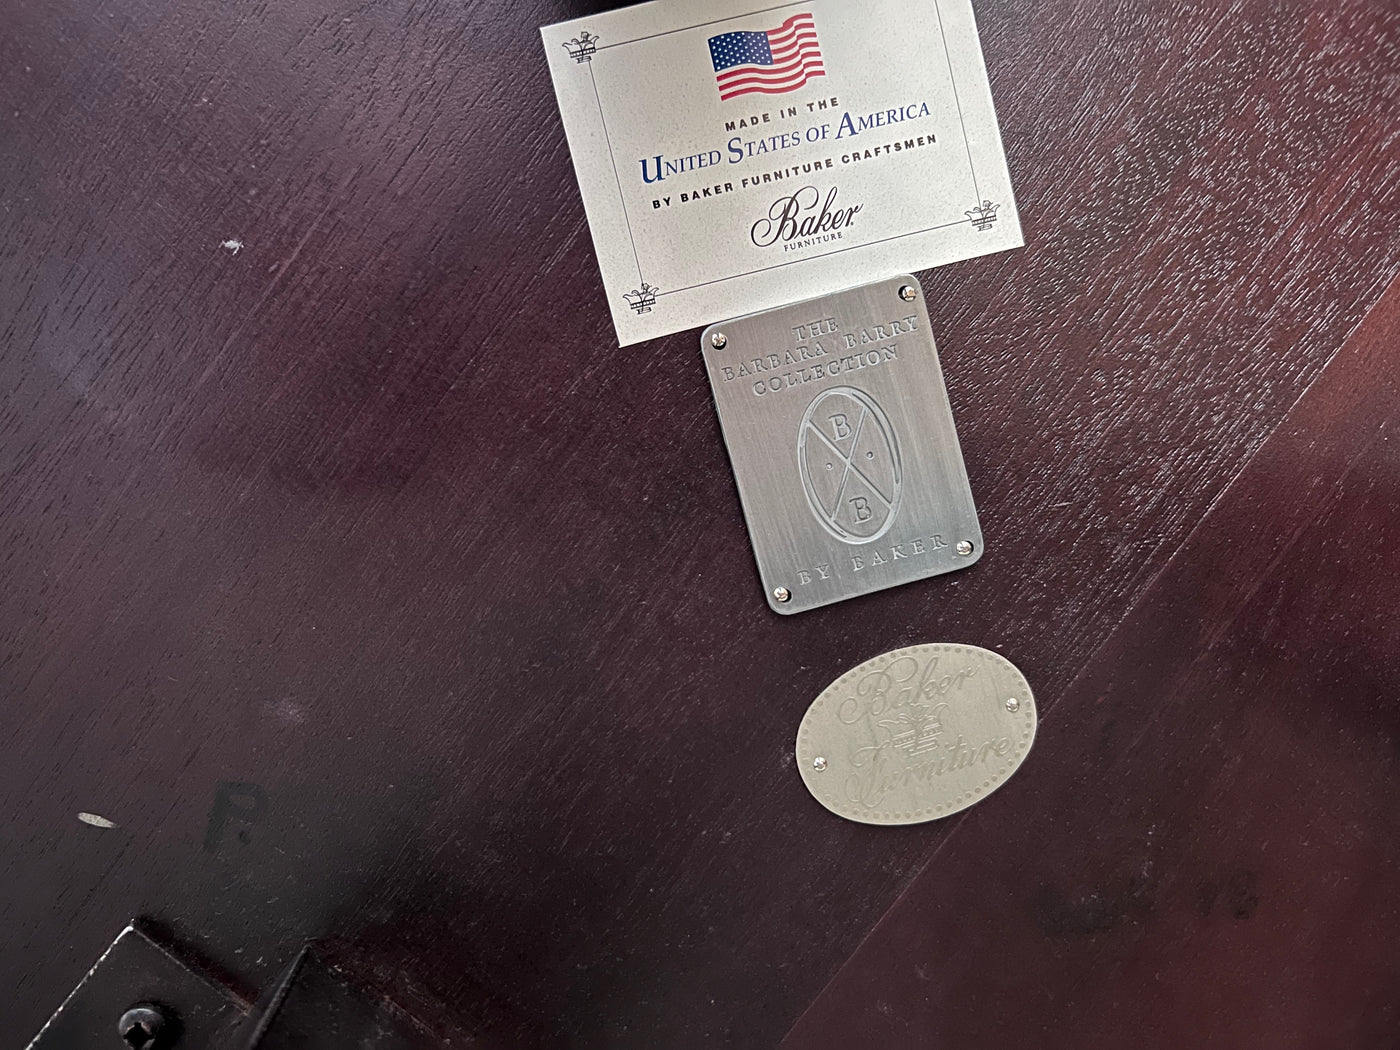 MADE IN THE
UNITED STATES OF AMERICA
BY BAKER FURNITURE CRAFTSMEN
Baker
FURNITURE
THE
BARBARA BARRY
COLLECTION
B
B
BY BAKER
Baker
Furniture
R